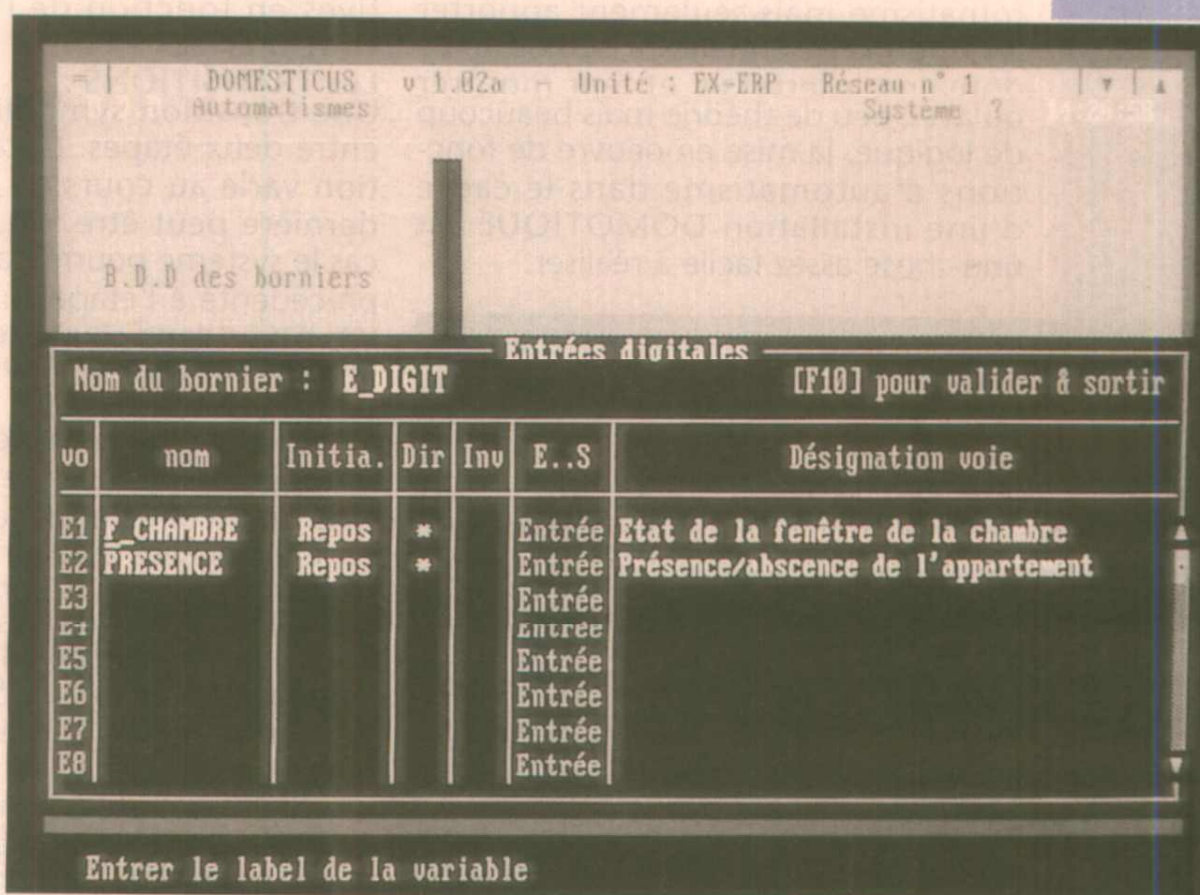 DOMESTICUS v 1.02a - Unité : EX-ERP Réseau n° 1
Automatismes Système ?
B.D.D des borniers
Entrées digitales
Nom du bornier : E_DIGIT [F10] pour valider & sortir
vo nom Initia. Dir Inv E..S Désignation voie
E1 F_CHAMBRE Repos * Entrée Etat de la fenêtre de la chambre
E2 PRESENCE Repos * Entrée Présence/abscence de l'appartement
E3 Entrée
E4 Entrée
E5 Entrée
E6 Entrée
E7 Entrée
E8 Entrée
Entrer le label de la variable